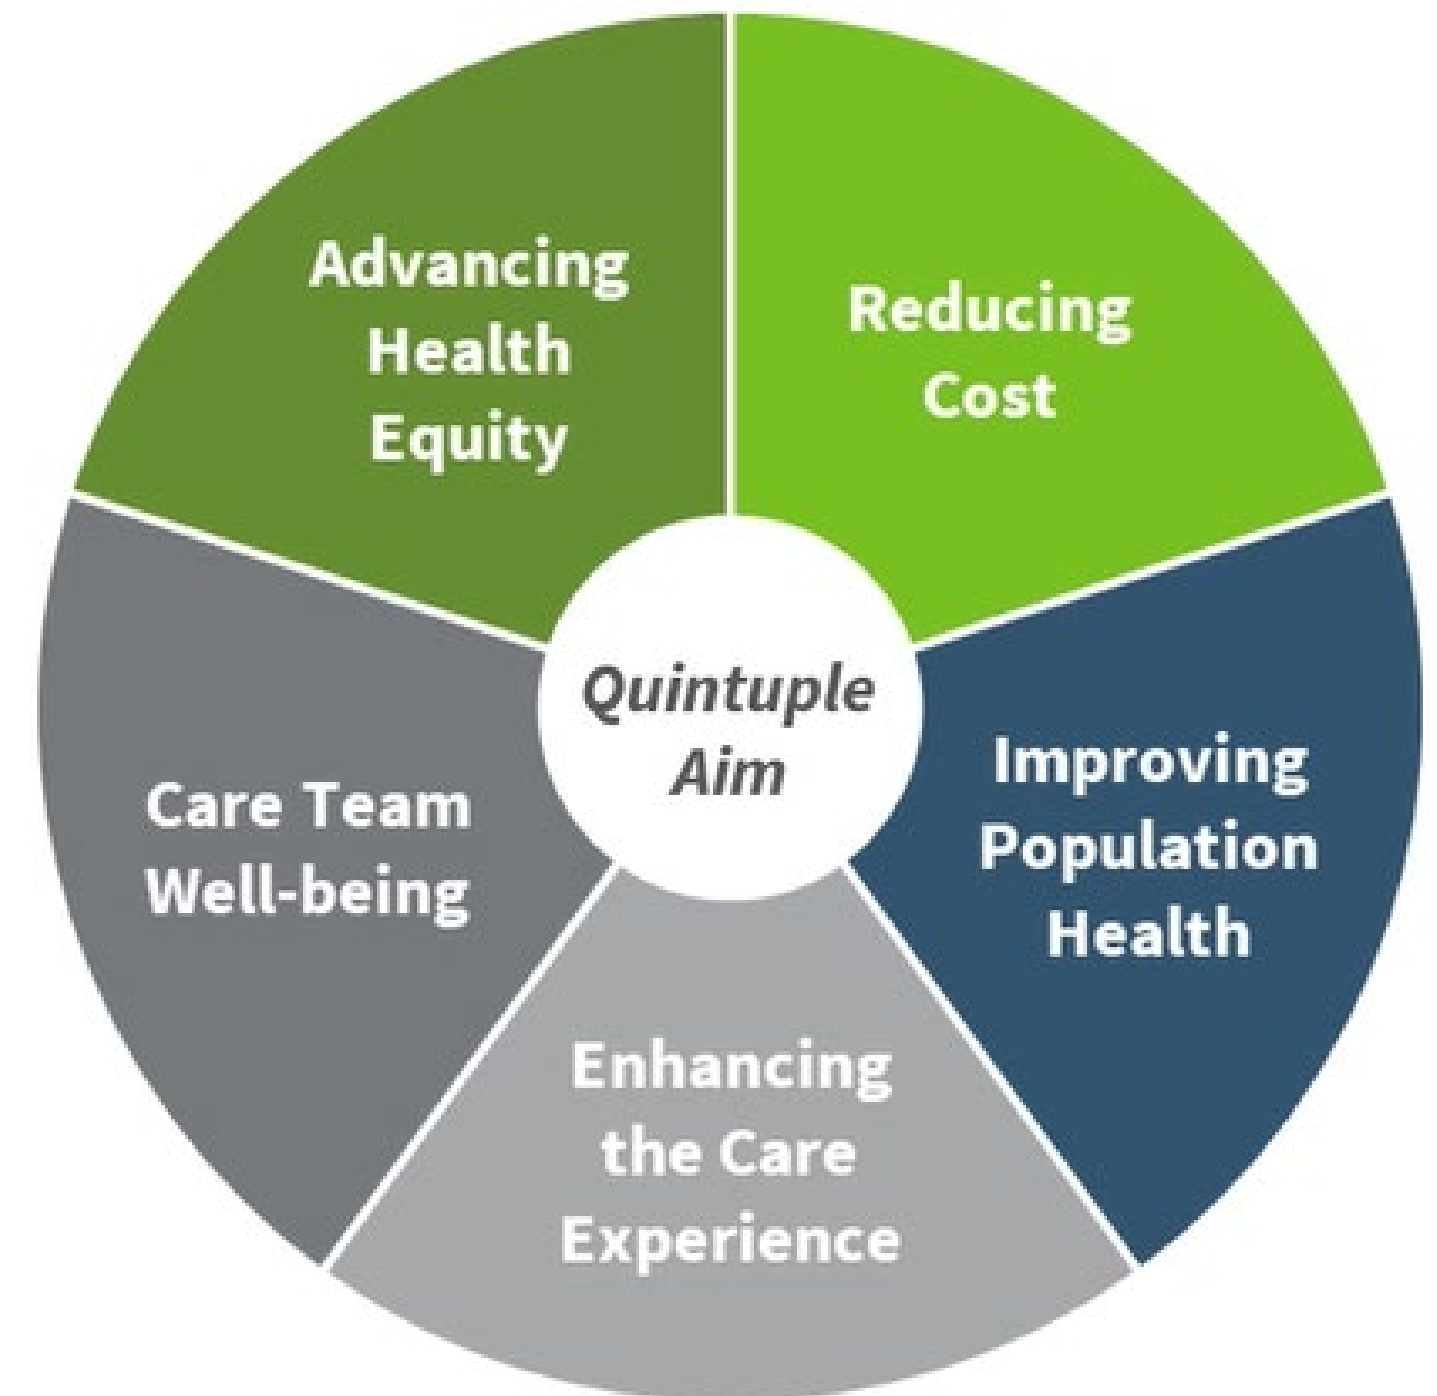 Advancing
Health
Equity
Reducing
Cost
Quintuple
Aim
Improving
Population
Health
Care Team
Well-being
Enhancing
the Care
Experience